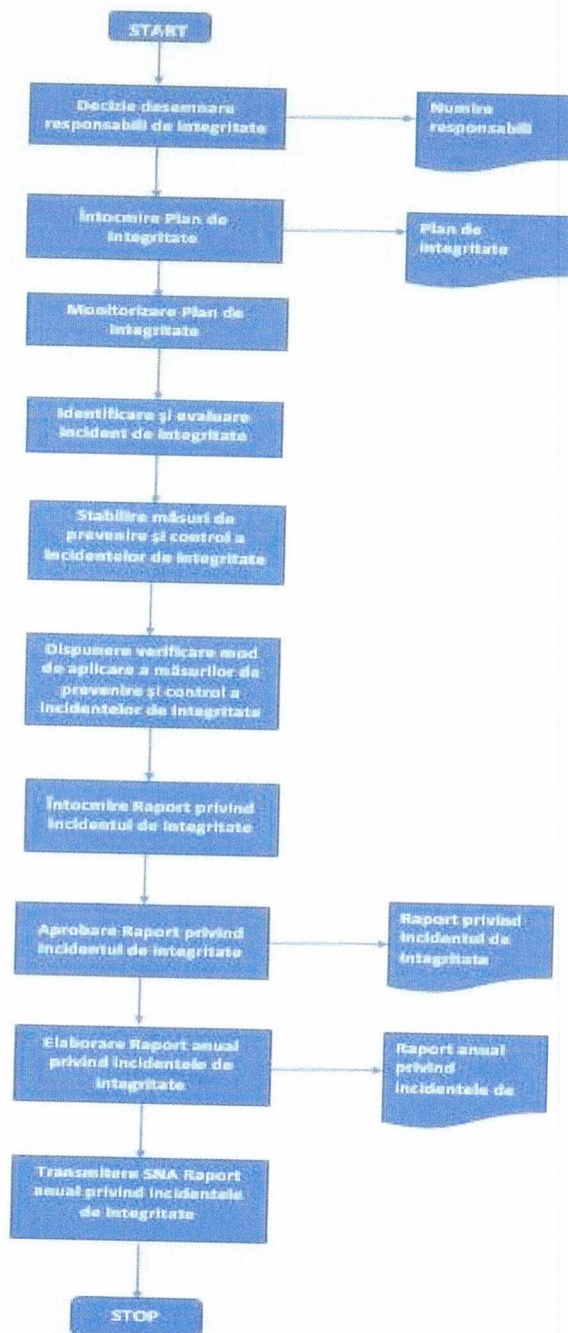 START
Decizie desemnare
responsabili de integritate
Numire
responsabili
Întocmire Plan de
integritate
Plan de
integritate
Monitorizare Plan de
integritate
Identificare și evaluare
incident de integritate
Stabilire măsuri de
prevenire și control a
incidentelor de integritate
Dispunere verificare mod
de aplicare a măsurilor de
prevenire și control a
incidentelor de integritate
Întocmire Raport privind
incidentul de integritate
Aprobare Raport privind
incidentul de integritate
Raport privind
incidentul de
integritate
Elaborare Raport anual
privind incidentele de
integritate
Raport anual
privind
incidentele de
Transmitere SNA Raport
anual privind incidentele
de integritate
STOP